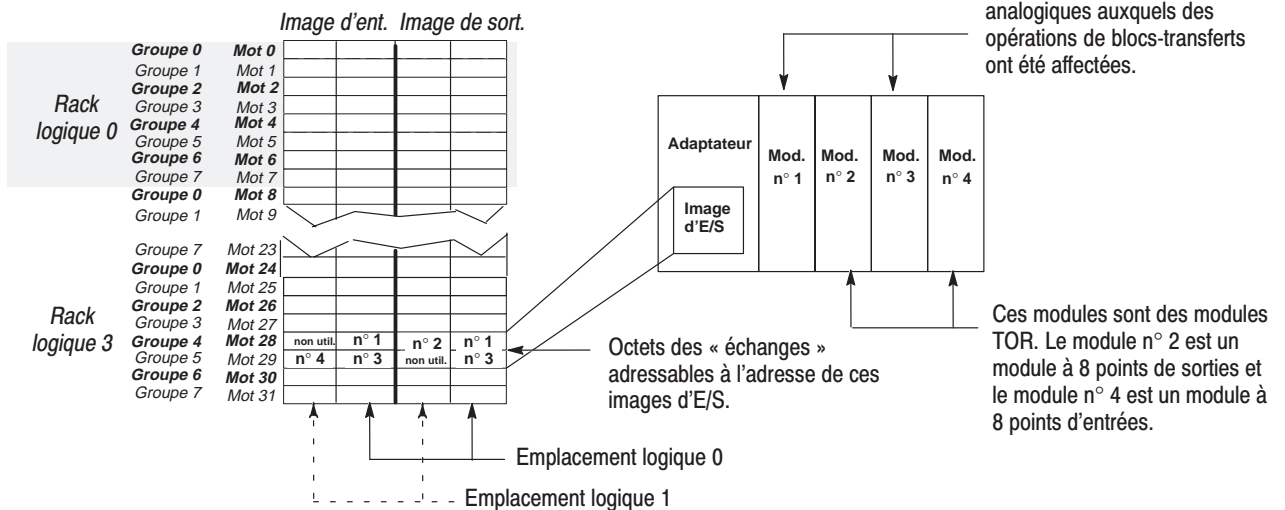 analogiques auxquels des
opérations de blocs-transferts
ont été affectées.
Image d'ent. Image de sort.
Rack
logique 0
Groupe 0 Mot 0
Groupe 1 Mot 1
Groupe 2 Mot 2
Groupe 3 Mot 3
Groupe 4 Mot 4
Groupe 5 Mot 5
Groupe 6 Mot 6
Groupe 7 Mot 7
Groupe 0 Mot 8
Groupe 1 Mot 9
Groupe 7 Mot 23
Rack
logique 3
Groupe 0 Mot 24
Groupe 1 Mot 25
Groupe 2 Mot 26
Groupe 3 Mot 27
Groupe 4 Mot 28 non util. n° 1 n° 2 n° 1
Groupe 5 Mot 29 n° 4 n° 3 non util. n° 3
Groupe 6 Mot 30
Groupe 7 Mot 31
Adaptateur
Image
d'E/S
Mod.
n° 1
Mod.
n° 2
Mod.
n° 3
Mod.
n° 4
Octets des « échanges »
adressables à l'adresse de ces
images d'E/S.
Ces modules sont des modules
TOR. Le module n° 2 est un
module à 8 points de sorties et
le module n° 4 est un module à
8 points d'entrées.
Emplacement logique 0
Emplacement logique 1